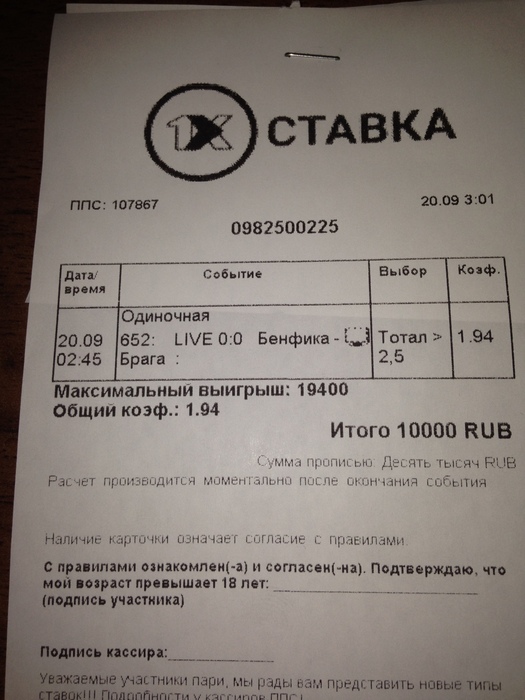 1X СТАВКА
ППС: 107867
20.09 3:01
0982500225
Дата/ время
Событие
Выбор
Коэф.
Одиночная
20.09 652: LIVE 0:0 Бенфика - Тотал > 1.94
02:45 Брага : 2,5
Максимальный выигрыш: 19400
Общий коэф.: 1.94
Итого 10000 RUB
Сумма прописью: Десять тысяч RUB
Расчет производится моментально после окончания события
Наличие карточки означает согласие с правилами.
С правилами ознакомлен(-а) и согласен(-на). Подтверждаю, что
мой возраст превышает 18 лет:
(подпись участника)
Подпись кассира:
Уважаемые участники пари, мы рады вам представить новые типы
ставок!!! Подробности у кассиров ППС!